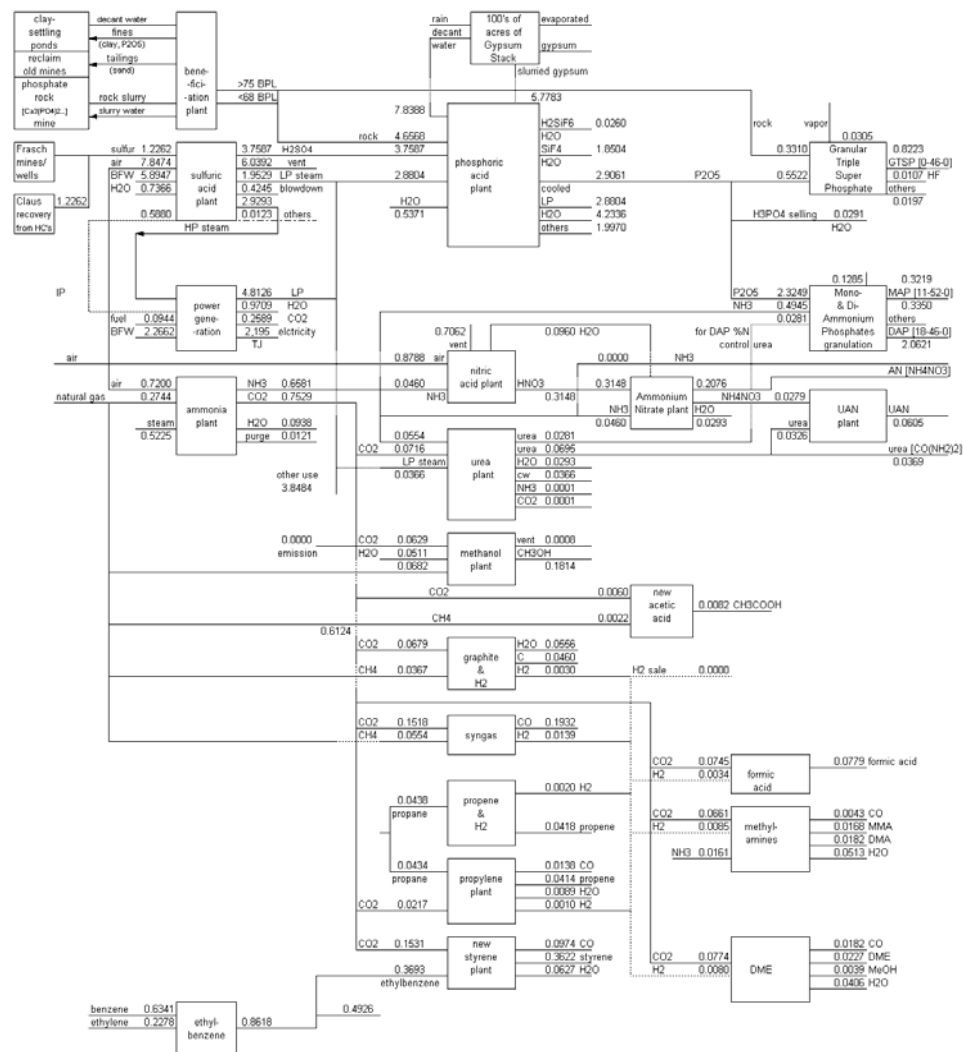 clay-
settling
ponds
reclaim
old mines
phosphate
rock
[Ca3(PO4)2...]
mine
decant water
fines
(clay, P2O5)
tailings
(sand)
rock slurry
slurry water
bene-
-fici-
-ation
plant
>75 BPL
<68 BPL
rain
decant
water
100's of
acres of
Gypsum
Stack
evaporated
gypsum
slurried gypsum
5.7783
7.8388
rock 4.6568
3.7587
2.8804
H2O
0.5371
phosphoric
acid
plant
H2SiF6 0.0260
H2O
SiF4 1.8504
H2O
2.9061 P2O5
cooled
LP 2.8804
H2O 4.2336
others 1.9970
rock
vapor
0.0305
0.3310
0.5522
Granular
Triple
Super
Phosphate
0.8223
GTSP [0-46-0]
0.0107 HF
others
0.0197
H3PO4 selling 0.0291
H2O
Frasch
mines/
wells
Claus
recovery
from HC's
1.2262
sulfur 1.2262
air 7.8474
BFW 5.8947
H2O 0.7366
0.5880
sulfuric
acid
plant
3.7587 H2SO4
6.0392 vent
1.9529 LP steam
0.4245 blowdown
2.9293
0.0123 others
HP steam
IP
fuel 0.0944
BFW 2.2662
power
gene-
-ration
4.8126 LP
0.9709 H2O
0.2589 CO2
2,195 elctricity
TJ
0.1285
P2O5 2.3249
NH3 0.4945
0.0281
Mono-
& Di-
Ammonium
Phosphates
granulation
0.3219
MAP [11-52-0]
0.3350
others
DAP [18-46-0]
2.0621
for DAP %N
control urea
air
0.7062
vent
0.0960 H2O
0.8788 air
0.0460
NH3
nitric
acid plant
HNO3 0.3148
0.3148
0.0000 NH3
AN [NH4NO3]
NH3
0.0460
Ammonium
Nitrate plant
0.2076
NH4NO3 0.0279
H2O
0.0293
urea
0.0326
UAN
plant
UAN
0.0605
urea [CO(NH2)2]
0.0369
air 0.7200
natural gas 0.2744
steam
0.5225
ammonia
plant
NH3 0.6581
CO2 0.7529
H2O 0.0938
purge 0.0121
other use
3.8484
0.0554
CO2 0.0716
LP steam
0.0366
urea
plant
urea 0.0281
urea 0.0695
H2O 0.0293
cw 0.0366
NH3 0.0001
CO2 0.0001
0.0000
emission
CO2 0.0629
H2O 0.0511
0.0682
methanol
plant
vent 0.0008
CH3OH
0.1814
CO2 0.0060
CH4 0.0022
new
acetic
acid
0.0082 CH3COOH
0.6124
CO2 0.0679
CH4 0.0367
graphite
&
H2
H2O 0.0556
C 0.0460
H2 0.0030
H2 sale 0.0000
CO2 0.1518
CH4 0.0554
syngas
CO 0.1932
H2 0.0139
CO2 0.0745
H2 0.0034
formic
acid
0.0779 formic acid
0.0438
propane
propene
&
H2
0.0020 H2
0.0418 propene
CO2 0.0661
H2 0.0085
NH3 0.0161
methyl-
amines
0.0043 CO
0.0168 MMA
0.0182 DMA
0.0513 H2O
0.0434
propane
CO2 0.0217
propylene
plant
0.0138 CO
0.0414 propene
0.0089 H2O
0.0010 H2
CO2 0.1531
0.3693
ethylbenzene
new
styrene
plant
0.0974 CO
0.3622 styrene
0.0627 H2O
CO2 0.0774
H2 0.0080
DME
0.0182 CO
0.0227 DME
0.0039 MeOH
0.0406 H2O
benzene 0.6341
ethylene 0.2278
ethyl-
benzene
0.8618
0.4926